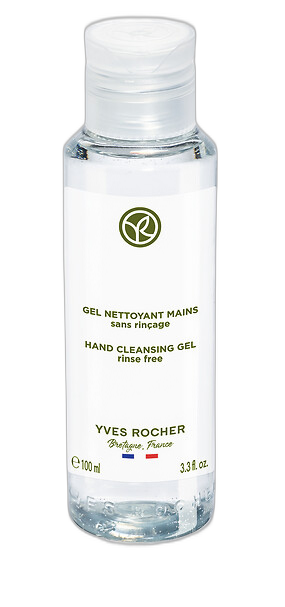 GEL NETTOYANT MAINS
sans rinçage
HAND CLEANSING GEL
rinse free
YVES ROCHER
Bretagne, France
℮100 ml
3.3 fl. oz.